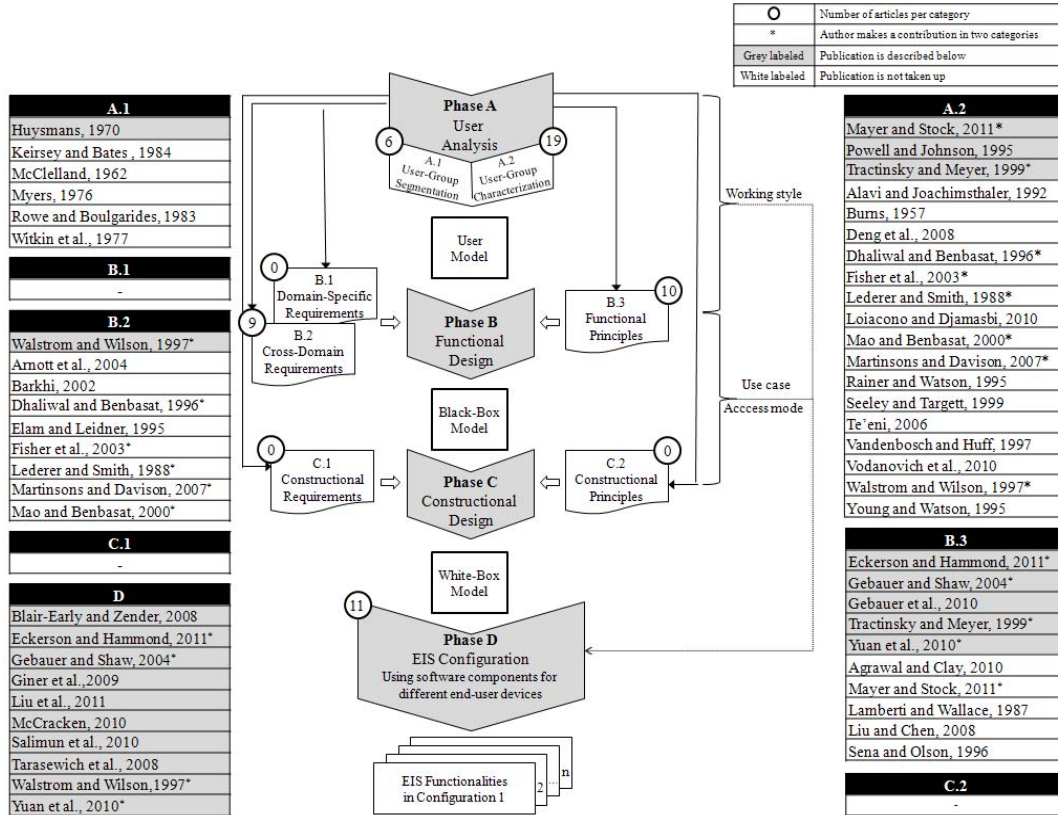 O Number of articles per category
* Author makes a contribution in two categories
Grey labeled Publication is described below
White labeled Publication is not taken up
A.1
Huysmans, 1970
Keirsey and Bates , 1984
McClelland, 1962
Myers, 1976
Rowe and Boulgarides, 1983
Witkin et al., 1977
B.1
-
B.2
Walstrom and Wilson, 1997*
Arnott et al. 2004
Barkhi, 2002
Dhaliwal and Benbasat, 1996*
Elam and Leidner, 1995
Fisher et al., 2003*
Lederer and Smith, 1988*
Martinsons and Davison, 2007*
Mao and Benbasat, 2000*
C.1
-
D
Blair-Early and Zender, 2008
Eckerson and Hammond, 2011*
Gebauer and Shaw, 2004*
Giner et al.,2009
Liu et al., 2011
McCracken, 2010
Salimun et al., 2010
Tarasewich et al., 2008
Walstrom and Wilson,1997*
Yuan et al., 2010*
Phase A
User
Analysis
6
19
A.1
User-Group
Segmentation
A.2
User-Group
Characterization
User
Model
0
B.1
Domain-Specific
Requirements
9
B.2
Cross-Domain
Requirements
Phase B
Functional
Design
10
B.3
Functional
Principles
Black-Box
Model
0
C.1
Constructional
Requirements
Phase C
Constructional
Design
0
C.2
Constructional
Principles
White-Box
Model
11
Phase D
EIS Configuration
Using software components for
different end-user devices
EIS Functionalities
in Configuration 1
2
...
n
Working style
Use case
Acccess mode
A.2
Mayer and Stock, 2011*
Powell and Johnson, 1995
Tractinsky and Meyer, 1999*
Alavi and Joachimsthaler, 1992
Burns, 1957
Deng et al., 2008
Dhaliwal and Benbasat, 1996*
Fisher et al., 2003*
Lederer and Smith, 1988*
Loiacono and Djamasbi, 2010
Mao and Benbasat, 2000*
Martinsons and Davison, 2007*
Rainer and Watson, 1995
Seeley and Targett, 1999
Te'eni, 2006
Vandenbosch and Huff, 1997
Vodanovich et al., 2010
Walstrom and Wilson, 1997*
Young and Watson, 1995
B.3
Eckerson and Hammond, 2011*
Gebauer and Shaw, 2004*
Gebauer et al., 2010
Tractinsky and Meyer, 1999*
Yuan et al., 2010*
Agrawal and Clay, 2010
Mayer and Stock, 2011*
Lamberti and Wallace, 1987
Liu and Chen, 2008
Sena and Olson, 1996
C.2
-